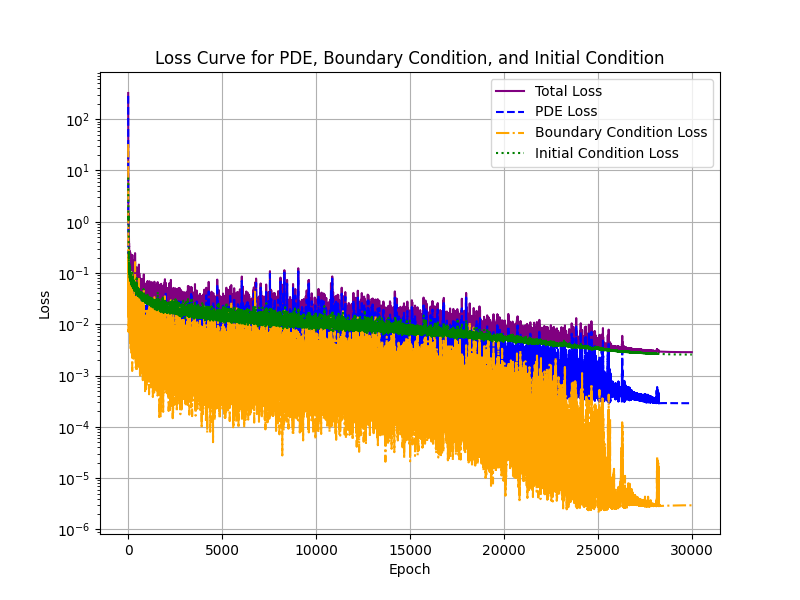 Loss Curve for PDE, Boundary Condition, and Initial Condition
Total Loss
PDE Loss
Boundary Condition Loss
Initial Condition Loss
Loss
10²
10¹
10⁰
10⁻¹
10⁻²
10⁻³
10⁻⁴
10⁻⁵
10⁻⁶
0 5000 10000 15000 20000 25000 30000
Epoch